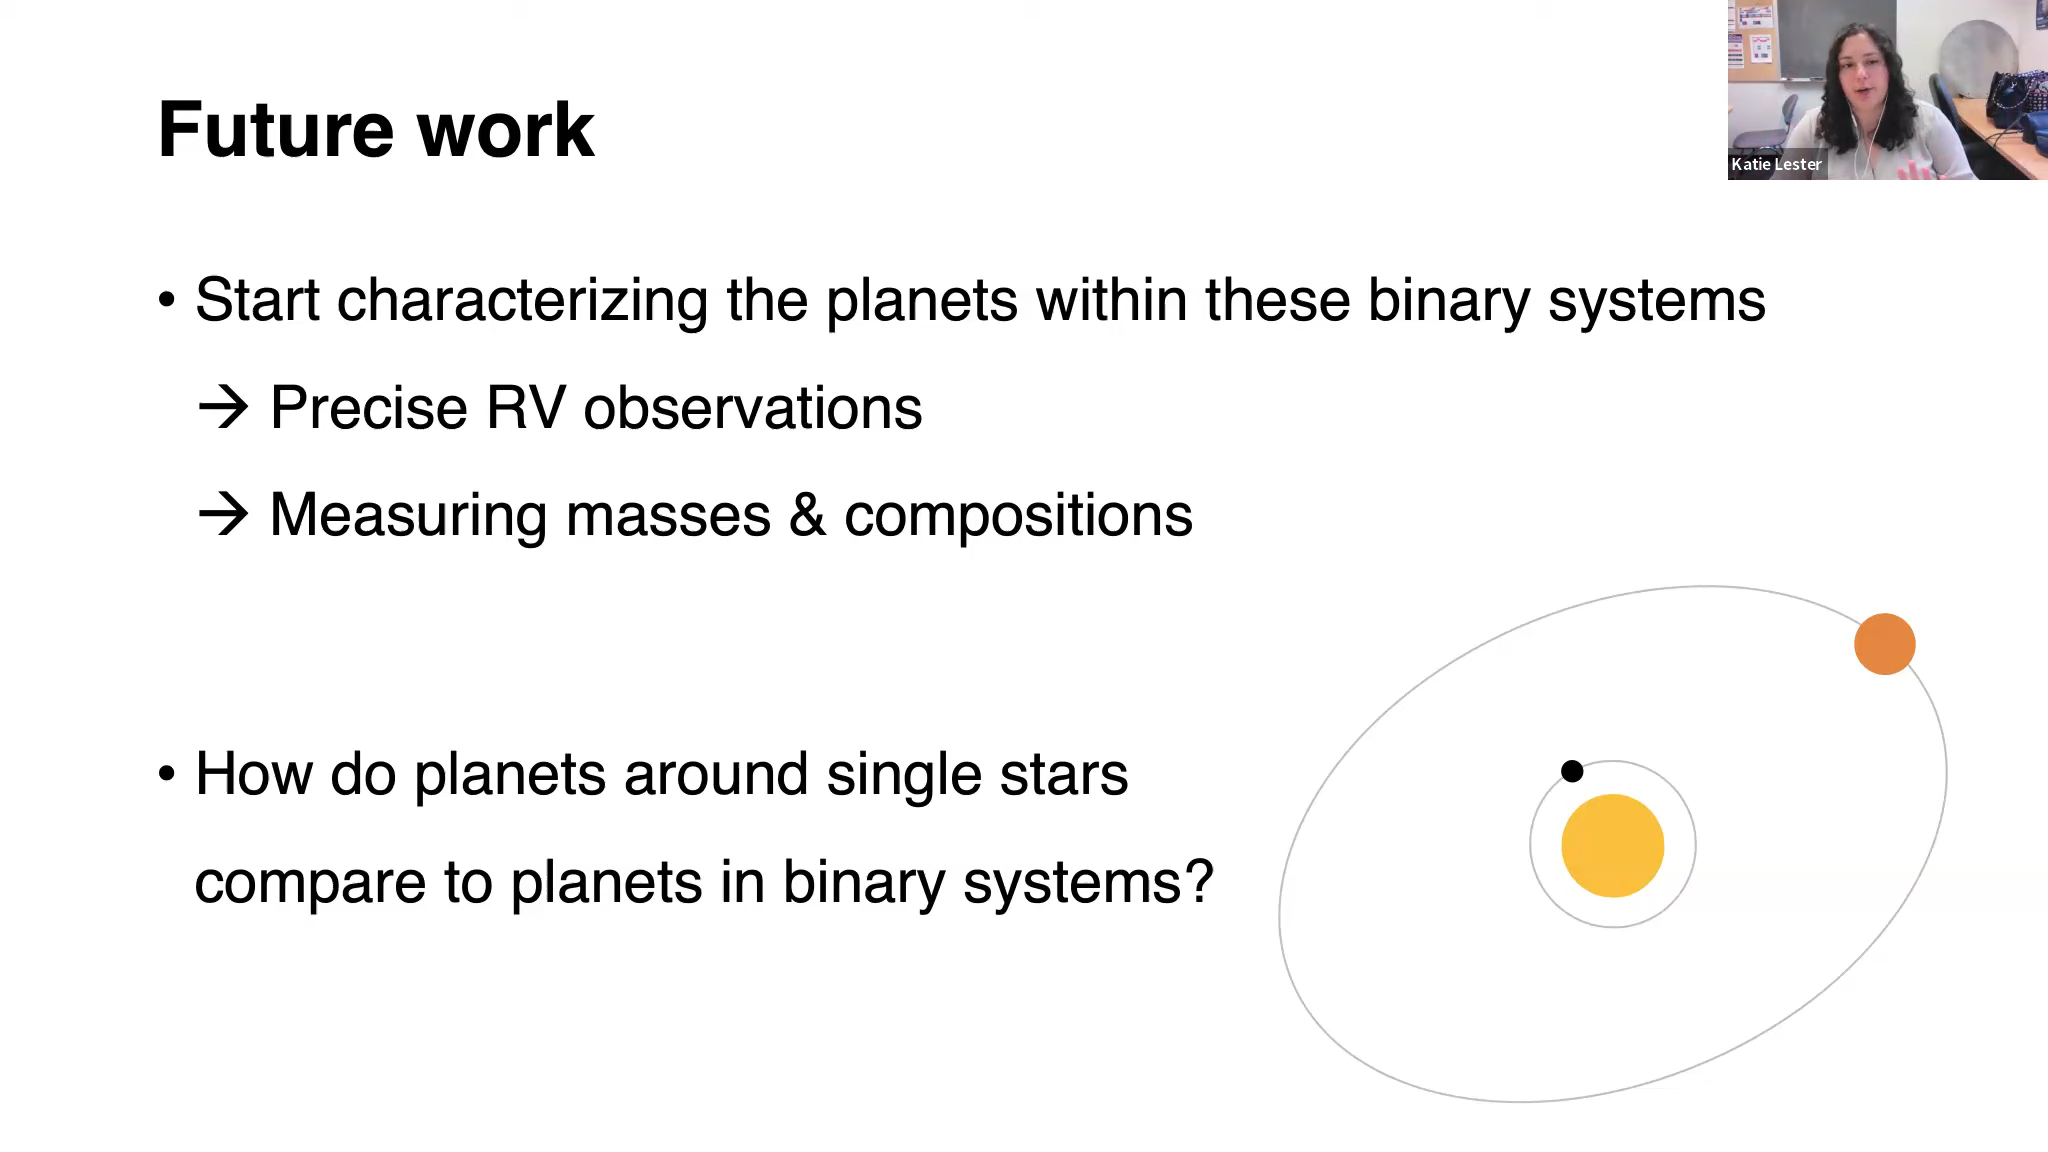 Future work
Katie Lester
• Start characterizing the planets within these binary systems
→ Precise RV observations
→ Measuring masses & compositions
• How do planets around single stars
compare to planets in binary systems?